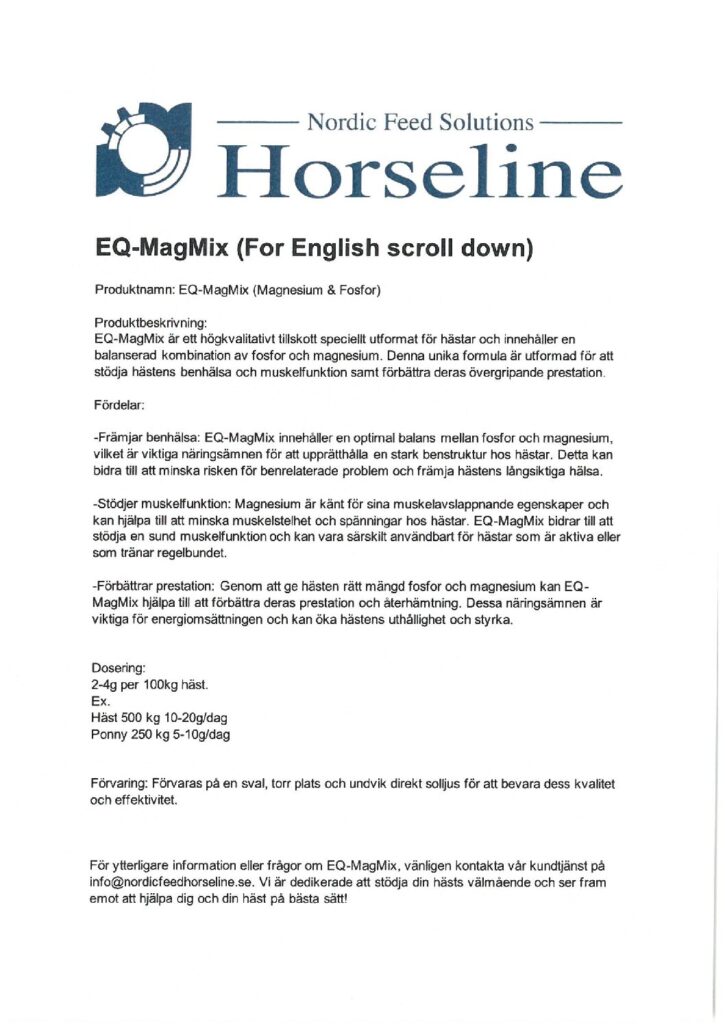 Nordic Feed Solutions
Horseline
EQ-MagMix (For English scroll down)
Produktnamn: EQ-MagMix (Magnesium & Fosfor)
Produktbeskrivning:
EQ-MagMix är ett högkvalitativt tillskott speciellt utformat för hästar och innehåller en
balanserad kombination av fosfor och magnesium. Denna unika formula är utformad för att
stödja hästens benhälsa och muskelfunktion samt förbättra deras övergripande prestation.
Fördelar:
-Främjar benhälsa: EQ-MagMix innehåller en optimal balans mellan fosfor och magnesium,
vilket är viktiga näringsämnen för att upprätthålla en stark benstruktur hos hästar. Detta kan
bidra till att minska risken för benrelaterade problem och främja hästens långsiktiga hälsa.
-Stödjer muskelfunktion: Magnesium är känt för sina muskelavslappnande egenskaper och
kan hjälpa till att minska muskelstelhet och spänningar hos hästar. EQ-MagMix bidrar till att
stödja en sund muskelfunktion och kan vara särskilt användbart för hästar som är aktiva eller
som tränar regelbundet.
-Förbättrar prestation: Genom att ge hästen rätt mängd fosfor och magnesium kan EQ-
MagMix hjälpa till att förbättra deras prestation och återhämtning. Dessa näringsämnen är
viktiga för energiomsättningen och kan öka hästens uthållighet och styrka.
Dosering:
2-4g per 100kg häst.
Ex.
Häst 500 kg 10-20g/dag
Ponny 250 kg 5-10g/dag
Förvaring: Förvaras på en sval, torr plats och undvik direkt solljus för att bevara dess kvalitet
och effektivitet.
För ytterligare information eller frågor om EQ-MagMix, vänligen kontakta vår kundtjänst på
info@nordicfeedhorseline.se. Vi är dedikerade att stödja din hästs välmående och ser fram
emot att hjälpa dig och din häst på bästa sätt!